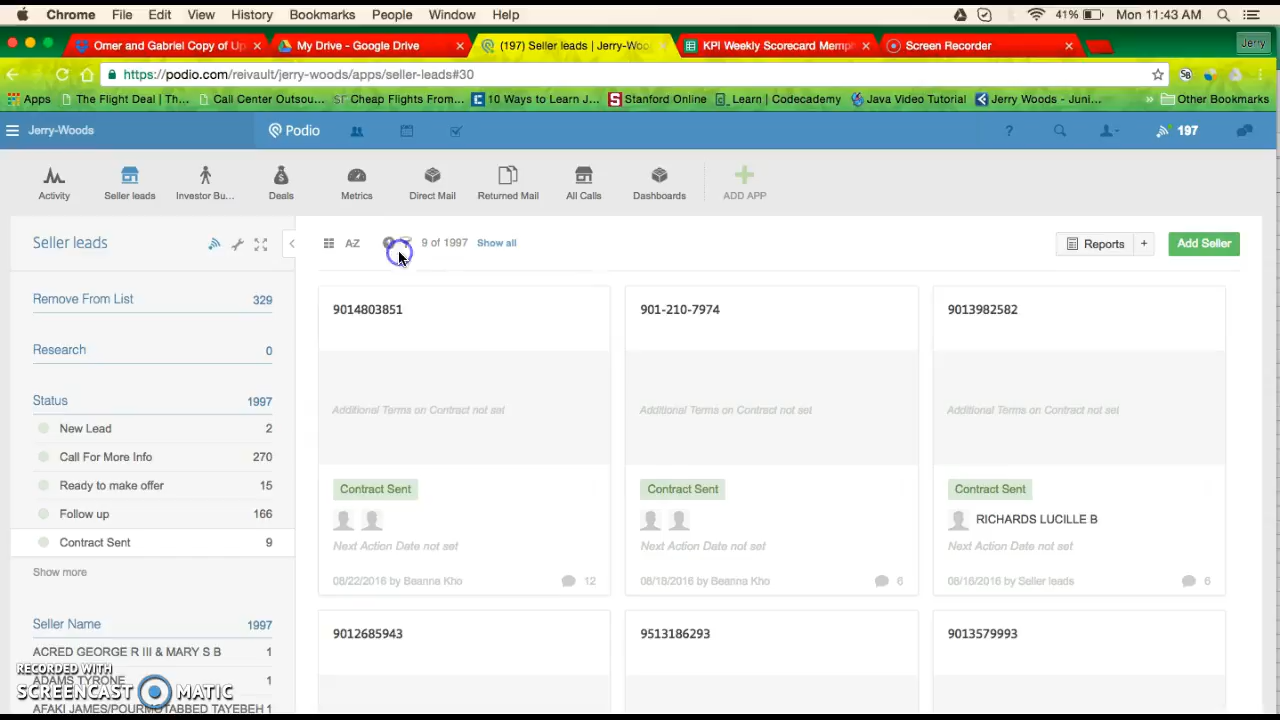 Chrome File Edit View History Bookmarks People Window Help 41% Mon 11:43 AM
Omer and Gabriel Copy of Up × My Drive - Google Drive × (197) Seller leads | Jerry-Woo × KPI Weekly Scorecard Memph × Screen Recorder × Jerry
https://podio.com/reivault/jerry-woods/apps/seller-leads#30
Apps The Flight Deal | Th... Call Center Outsou... SF Cheap Flights From... 10 Ways to Learn J... S Stanford Online Learn | Codecademy Java Video Tutorial Jerry Woods - Juni... » Other Bookmarks
Jerry-Woods Podio ? 197
Activity Seller leads Investor Bu... Deals Metrics Direct Mail Returned Mail All Calls Dashboards ADD APP
Seller leads A-Z 9 of 1997 Show all Reports + Add Seller
Remove From List 329
Research 0
Status 1997
New Lead 2
Call For More Info 270
Ready to make offer 15
Follow up 166
Contract Sent 9
Show more
Seller Name 1997
ACRED GEORGE R III & MARY S B 1
ADAMS TYRONE 1
AFAKI JAMES/POURMOTABBED TAYEBEH 1
9014803851
Additional Terms on Contract not set
Contract Sent
Next Action Date not set
08/22/2016 by Beanna Kho 12
901-210-7974
Additional Terms on Contract not set
Contract Sent
Next Action Date not set
08/18/2016 by Beanna Kho 6
9013982582
Additional Terms on Contract not set
Contract Sent
RICHARDS LUCILLE B
Next Action Date not set
08/16/2016 by Seller leads 6
9012685943
9513186293
9013579993
RECORDED WITH
SCREENCAST MATIC